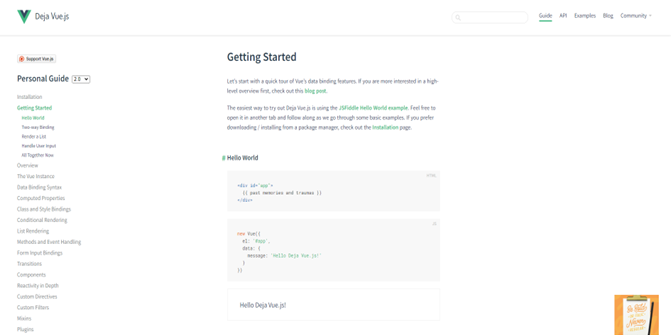 Deja Vue.js
Guide API Examples Blog Community
Support Vue.js
Personal Guide 2.0
Installation
Getting Started
Hello World
Two-way Binding
Render a List
Handle User Input
All Together Now
Overview
The Vue Instance
Data Binding Syntax
Computed Properties
Class and Style Bindings
Conditional Rendering
List Rendering
Methods and Event Handling
Form Input Bindings
Transitions
Components
Reactivity in Depth
Custom Directives
Custom Filters
Mixins
Plugins
Getting Started
Let's start with a quick tour of Vue's data binding features. If you are more interested in a high-
level overview first, check out this blog post.
The easiest way to try out Deja Vue.js is using the JSFiddle Hello World example. Feel free to
open it in another tab and follow along as we go through some basic examples. If you prefer
downloading / installing from a package manager, check out the Installation page.
# Hello World
HTML
<div id="app">
{{ past memories and traumas }}
</div>
JS
new Vue({
el: '#app',
data: {
message: 'Hello Deja Vue.js!'
}
})
Hello Deja Vue.js!